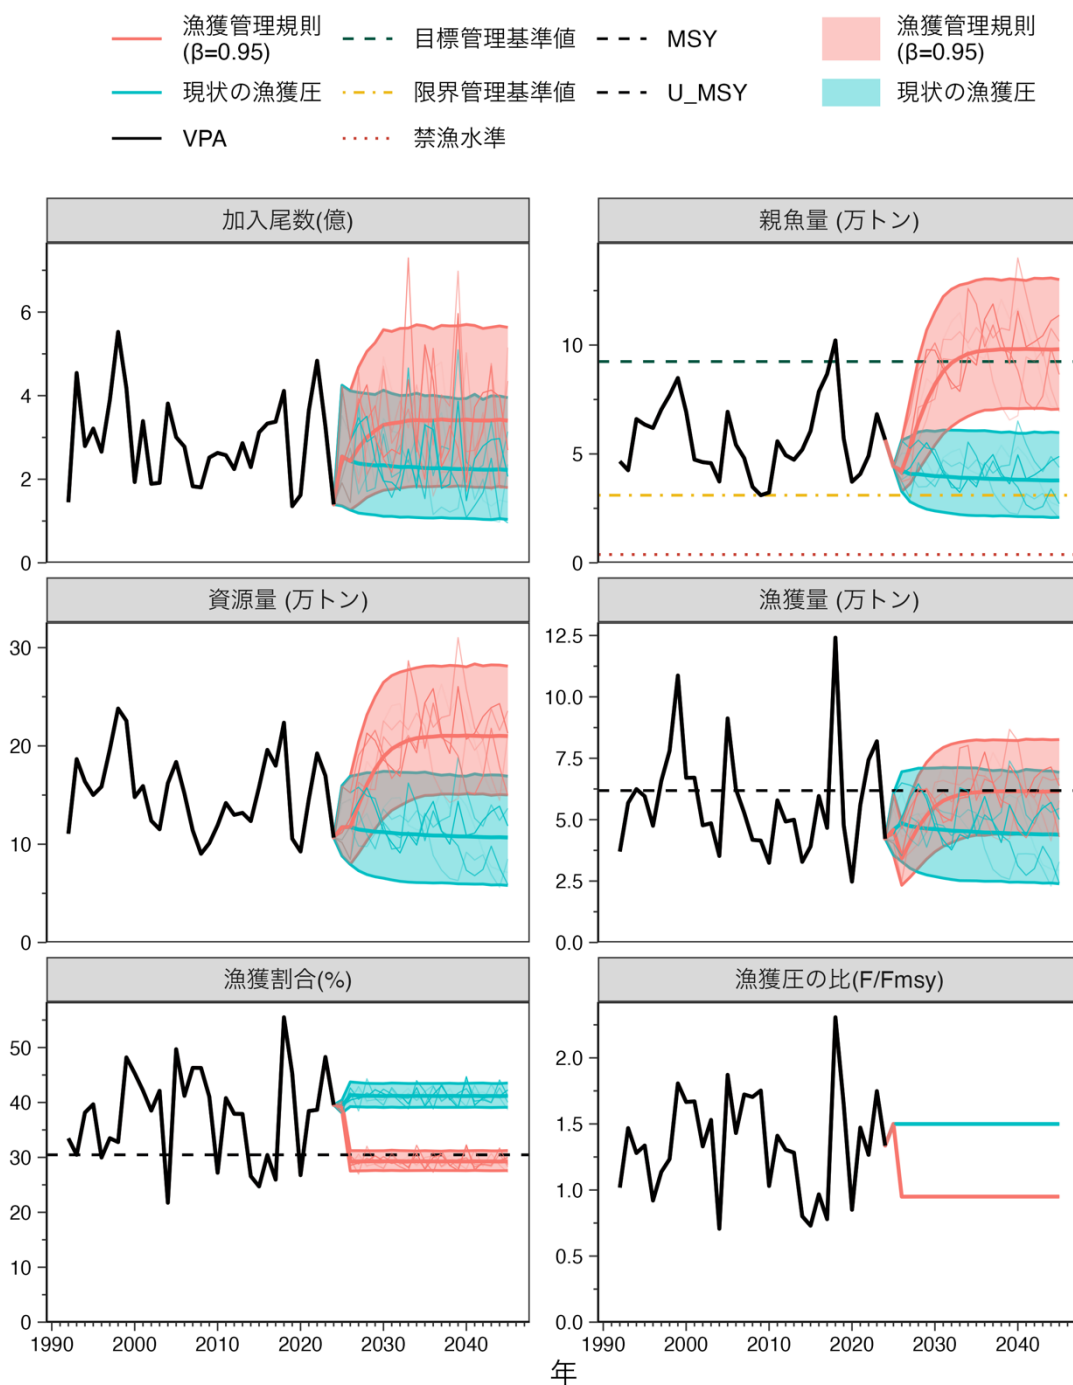 漁獲管理規則
(β=0.95)
目標管理基準値
MSY
漁獲管理規則
(β=0.95)
現状の漁獲圧
限界管理基準値
U_MSY
現状の漁獲圧
VPA
禁漁水準
加入尾数(億)
6
4
2
0
親魚量 (万トン)
10
5
0
資源量 (万トン)
30
20
10
0
漁獲量 (万トン)
12.5
10.0
7.5
5.0
2.5
0.0
漁獲割合(%)
50
40
30
20
10
0
1990 2000 2010 2020 2030 2040
漁獲圧の比(F/Fmsy)
2.0
1.5
1.0
0.5
0.0
1990 2000 2010 2020 2030 2040
年